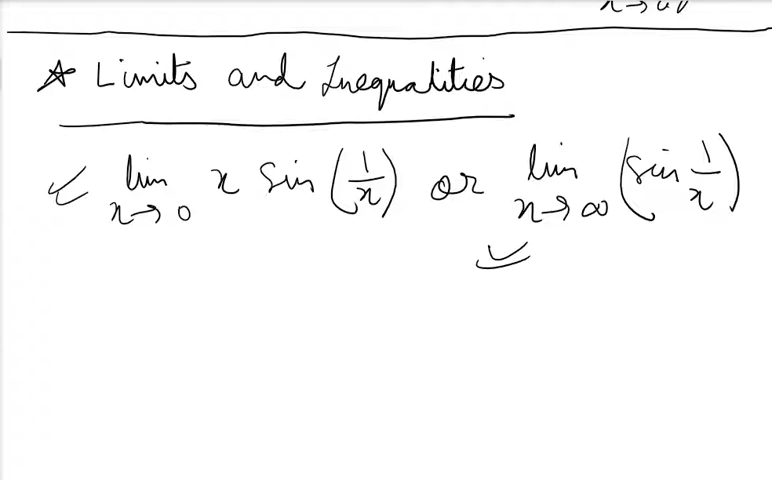 x→∞
★ Limits and Inequalities
lim x→0 x sin (1/x) or lim x→∞ (sin 1/x)